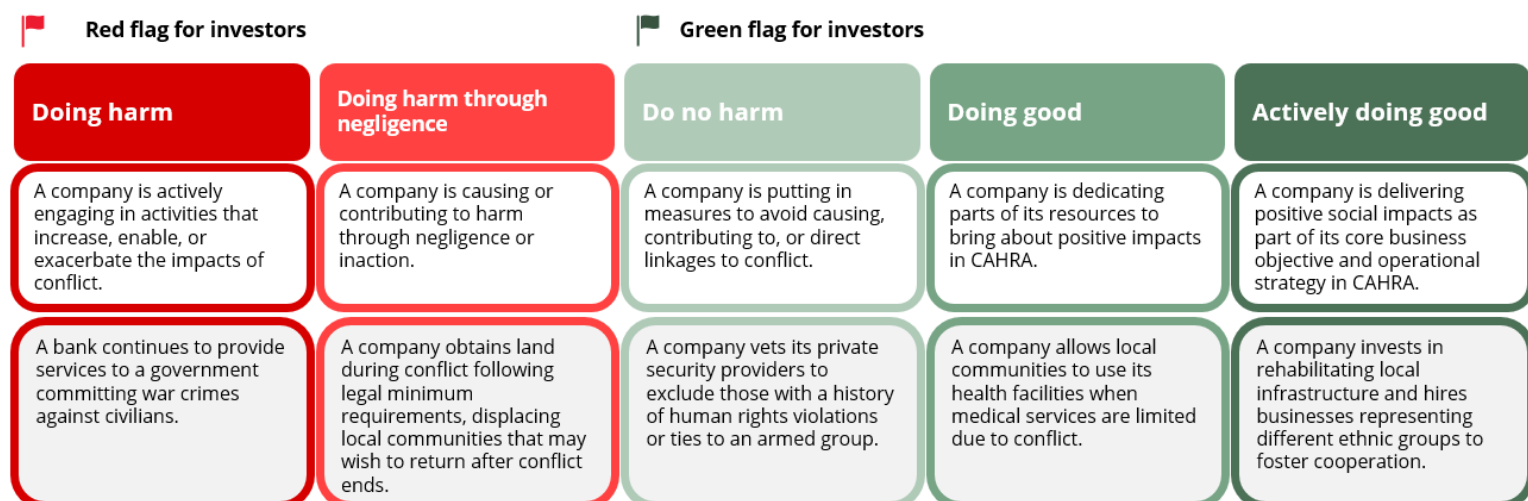 Red flag for investors
Green flag for investors
Doing harm
Doing harm through
negligence
Do no harm
Doing good
Actively doing good
A company is actively
engaging in activities that
increase, enable, or
exacerbate the impacts of
conflict.
A company is causing or
contributing to harm
through negligence or
inaction.
A company is putting in
measures to avoid causing,
contributing to, or direct
linkages to conflict.
A company is dedicating
parts of its resources to
bring about positive impacts
in CAHRA.
A company is delivering
positive social impacts as
part of its core business
objective and operational
strategy in CAHRA.
A bank continues to provide
services to a government
committing war crimes
against civilians.
A company obtains land
during conflict following
legal minimum
requirements, displacing
local communities that may
wish to return after conflict
ends.
A company vets its private
security providers to
exclude those with a history
of human rights violations
or ties to an armed group.
A company allows local
communities to use its
health facilities when
medical services are limited
due to conflict.
A company invests in
rehabilitating local
infrastructure and hires
businesses representing
different ethnic groups to
foster cooperation.